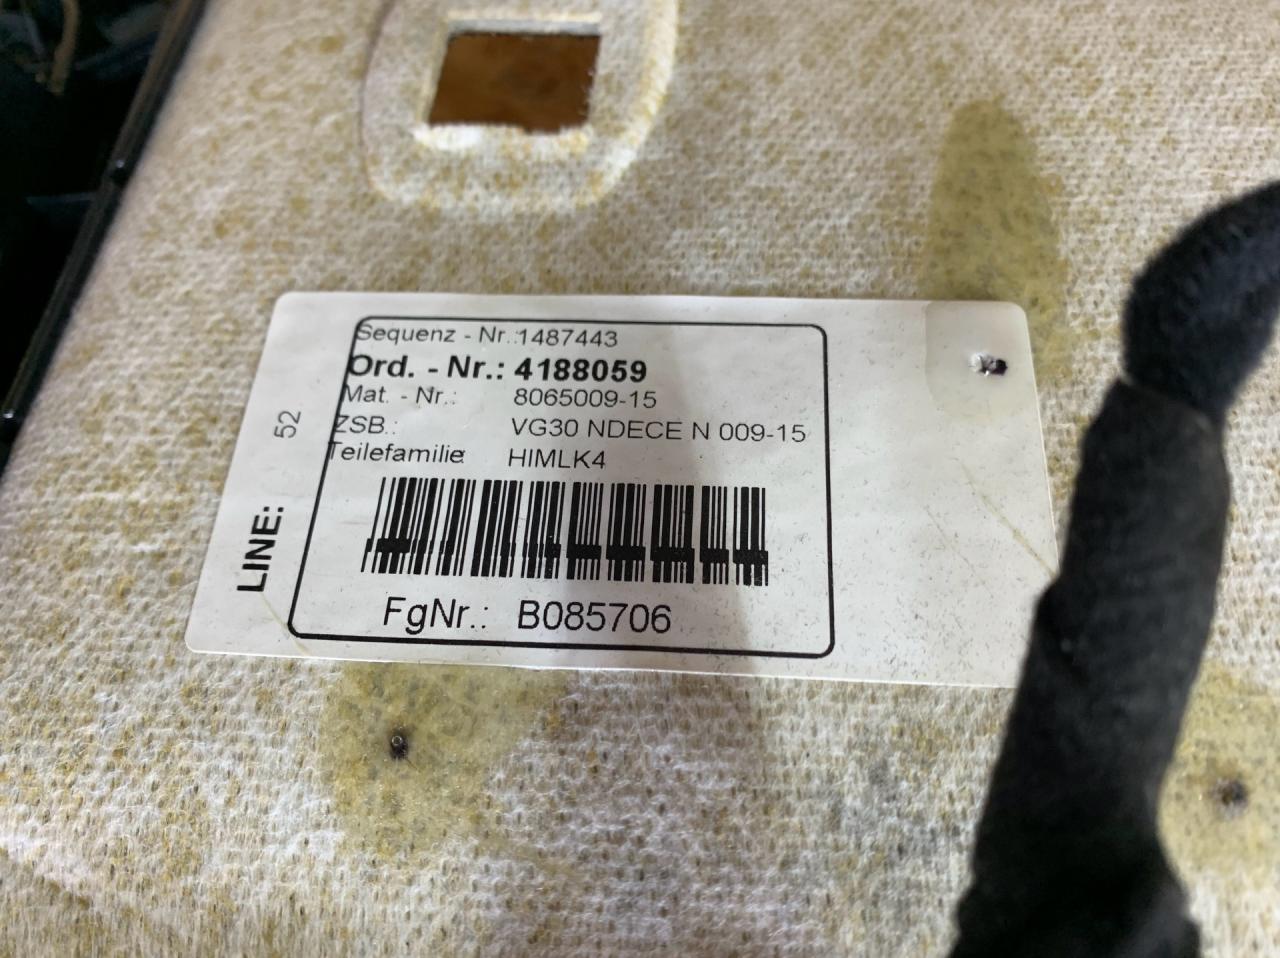 Sequenz - Nr.:1487443
Ord. - Nr.: 4188059
Mat. - Nr.: 8065009-15
ZSB.: VG30 NDECE N 009-15
Teilefamilie: HIMLK4
FgNr.: B085706
LINE: 52